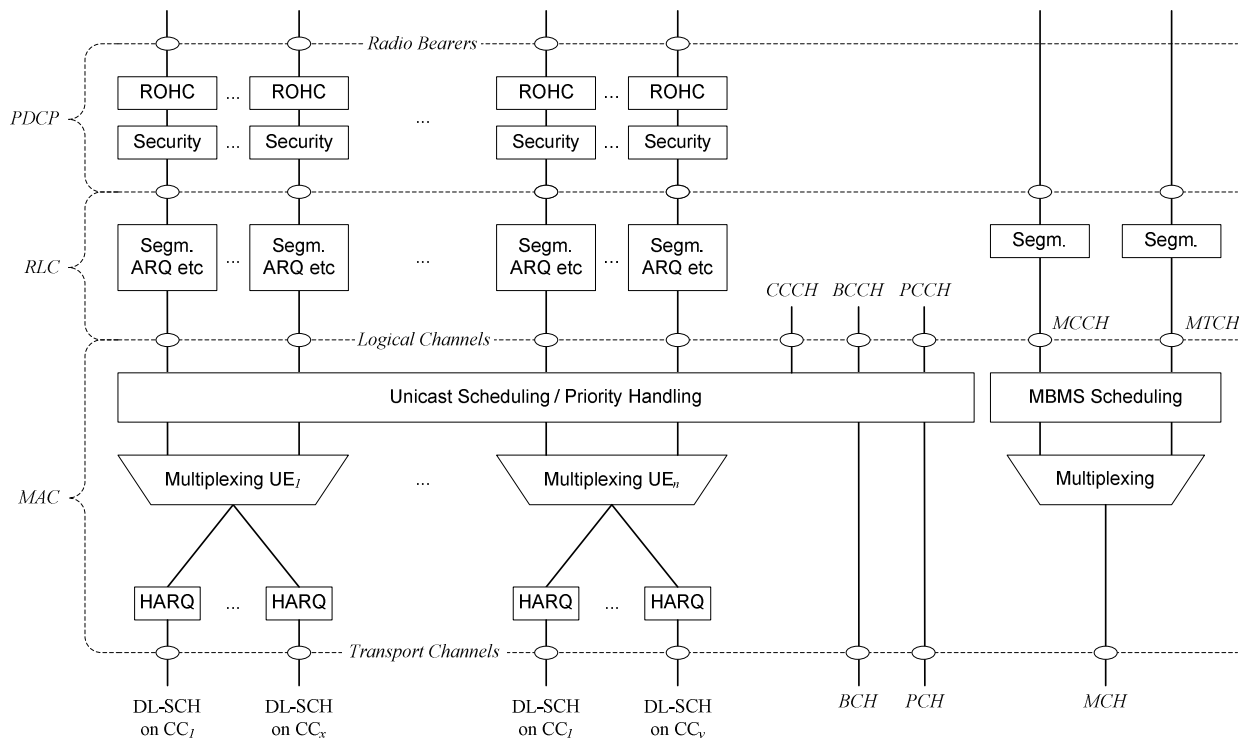 Radio Bearers
ROHC ... ROHC ROHC ... ROHC
PDCP ...
Security ... Security Security ... Security
Segm. ARQ etc ... Segm. ARQ etc ... Segm. ARQ etc ... Segm. ARQ etc Segm. Segm.
RLC
CCCH BCCH PCCH
MCCH MTCH
Logical Channels
Unicast Scheduling / Priority Handling MBMS Scheduling
Multiplexing UE1 ... Multiplexing UEn Multiplexing
MAC
HARQ ... HARQ HARQ ... HARQ
Transport Channels
DL-SCH DL-SCH DL-SCH DL-SCH BCH PCH MCH
on CC1 on CCx on CC1 on CCy